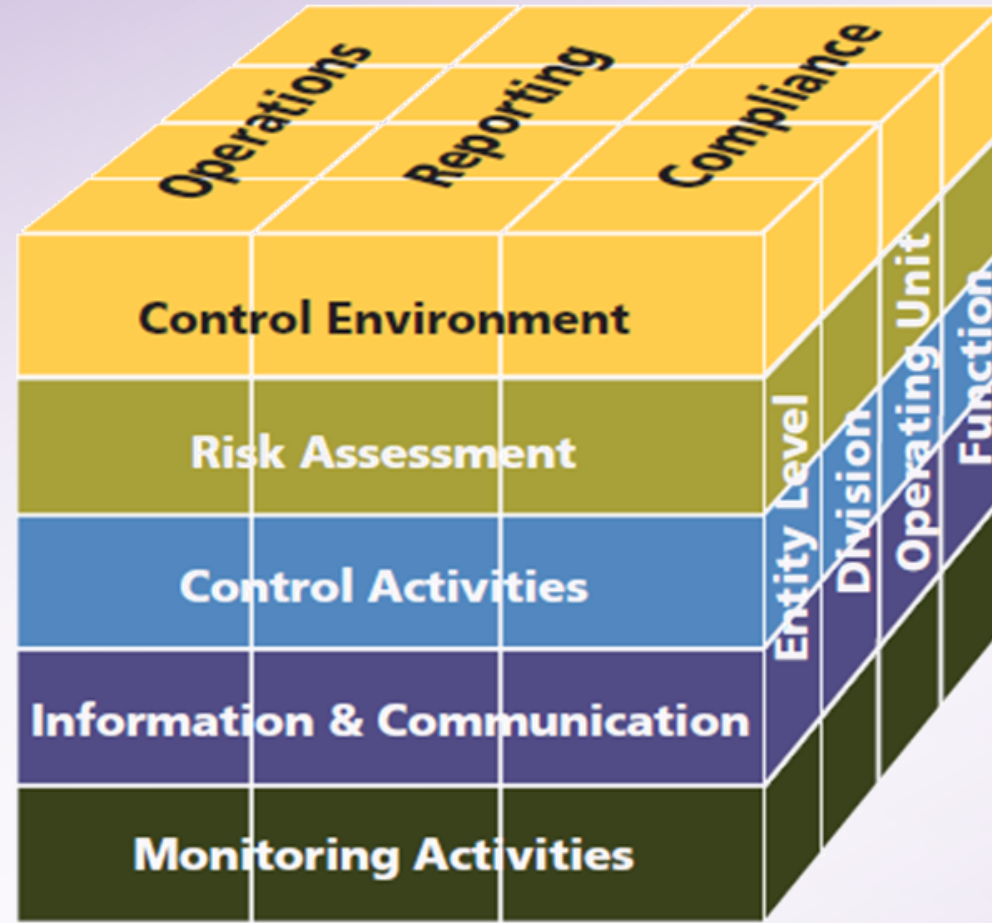 Operations
Reporting
Compliance
Control Environment
Risk Assessment
Control Activities
Information & Communication
Monitoring Activities
Entity Level
Division
Operating Unit
Function